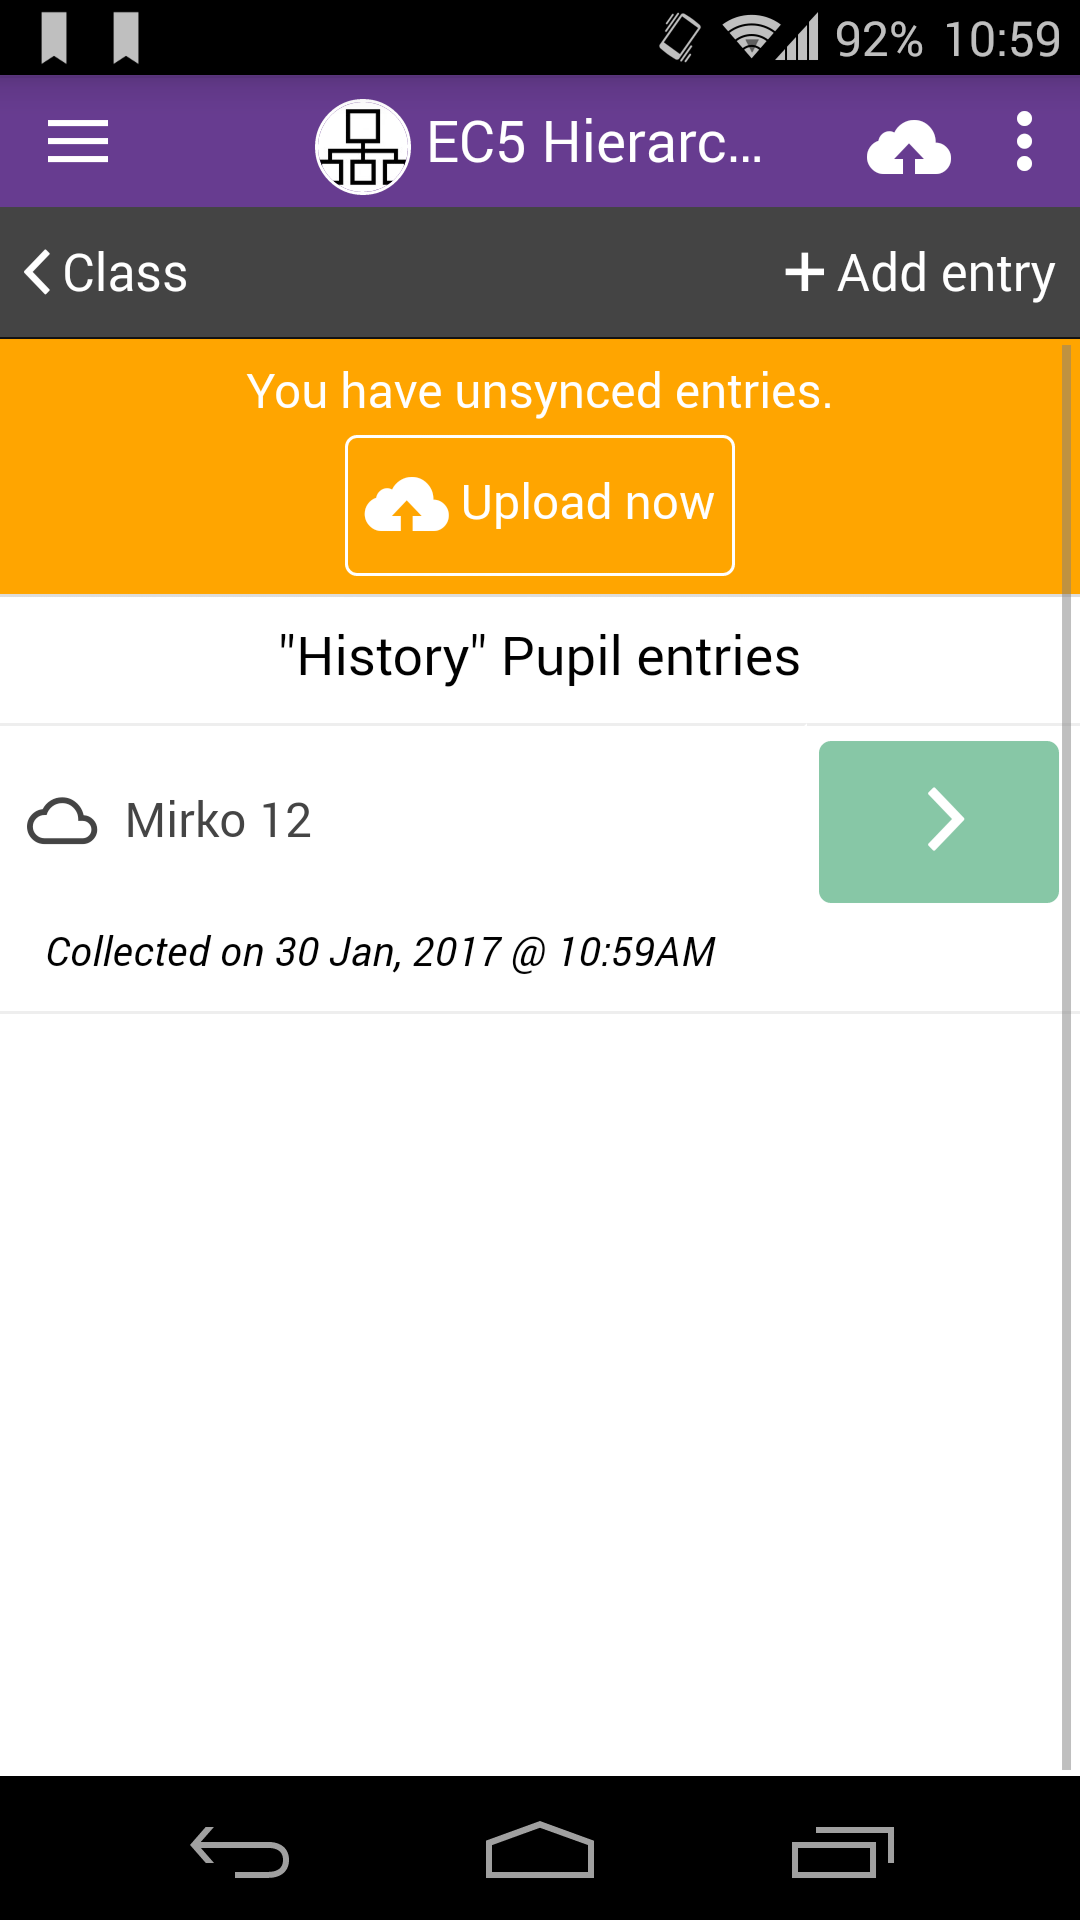 92% 10:59
EC5 Hierarc...
Class
Add entry
You have unsynced entries.
Upload now
"History" Pupil entries
Mirko 12
Collected on 30 Jan, 2017 @ 10:59AM